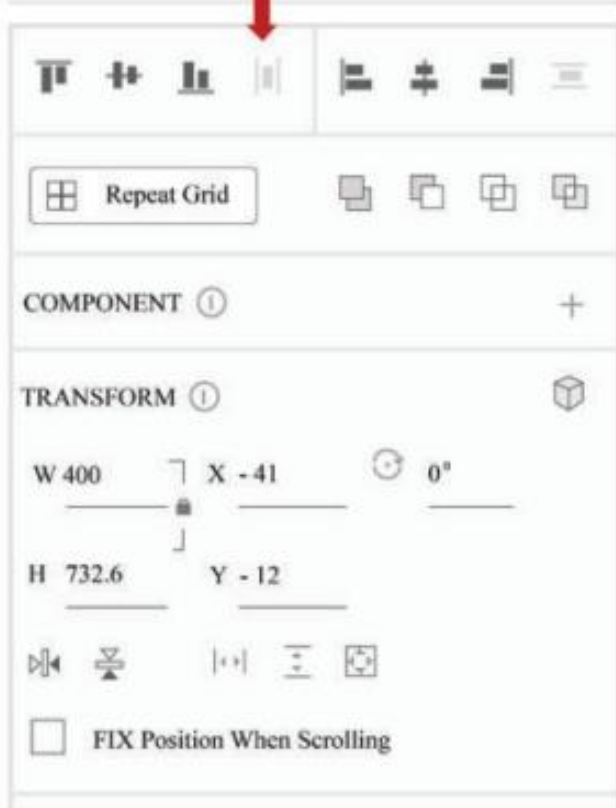 Repeat Grid
COMPONENT
TRANSFORM
W 400 X - 41 0°
H 732.6 Y - 12
FIX Position When Scrolling